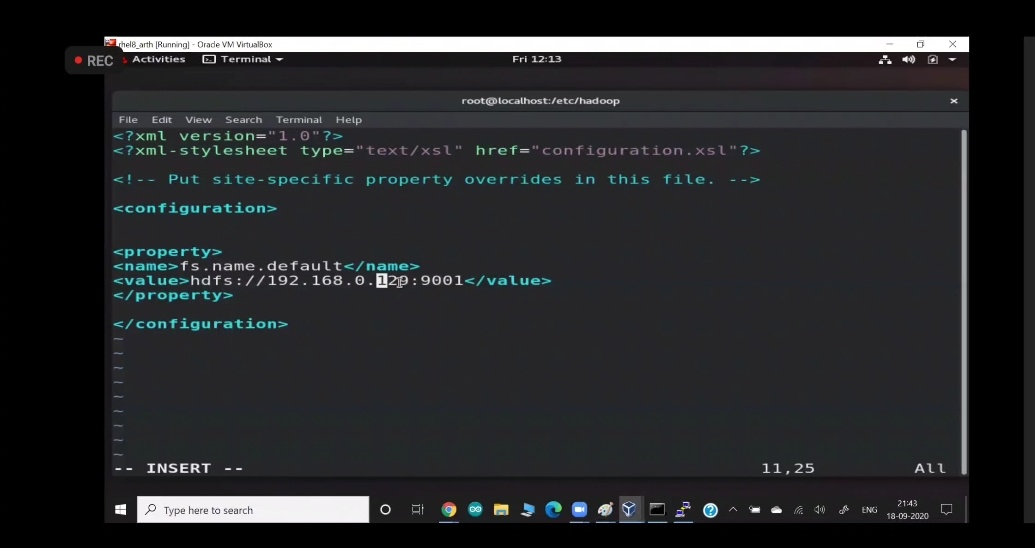 rhel8_arth [Running] - Oracle VM VirtualBox
REC
Activities Terminal Fri 12:13
root@localhost:/etc/hadoop
File Edit View Search Terminal Help
<?xml version="1.0"?>
<?xml-stylesheet type="text/xsl" href="configuration.xsl"?>
<!-- Put site-specific property overrides in this file. -->
<configuration>
<property>
<name>fs.name.default</name>
<value>hdfs://192.168.0.129:9001</value>
</property>
</configuration>
~
~
~
~
~
~
~
~
~
-- INSERT -- 11,25 All
Type here to search ENG 21:43
18-09-2020